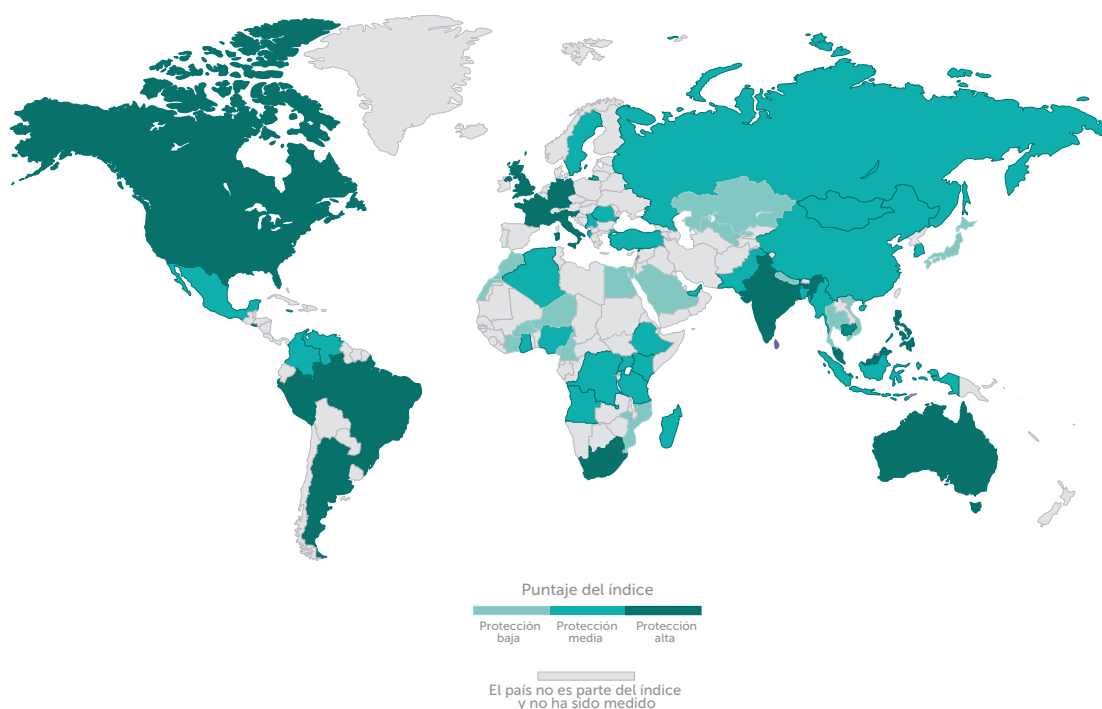 Puntaje del índice
Protección baja
Protección media
Protección alta
El país no es parte del índice
y no ha sido medido